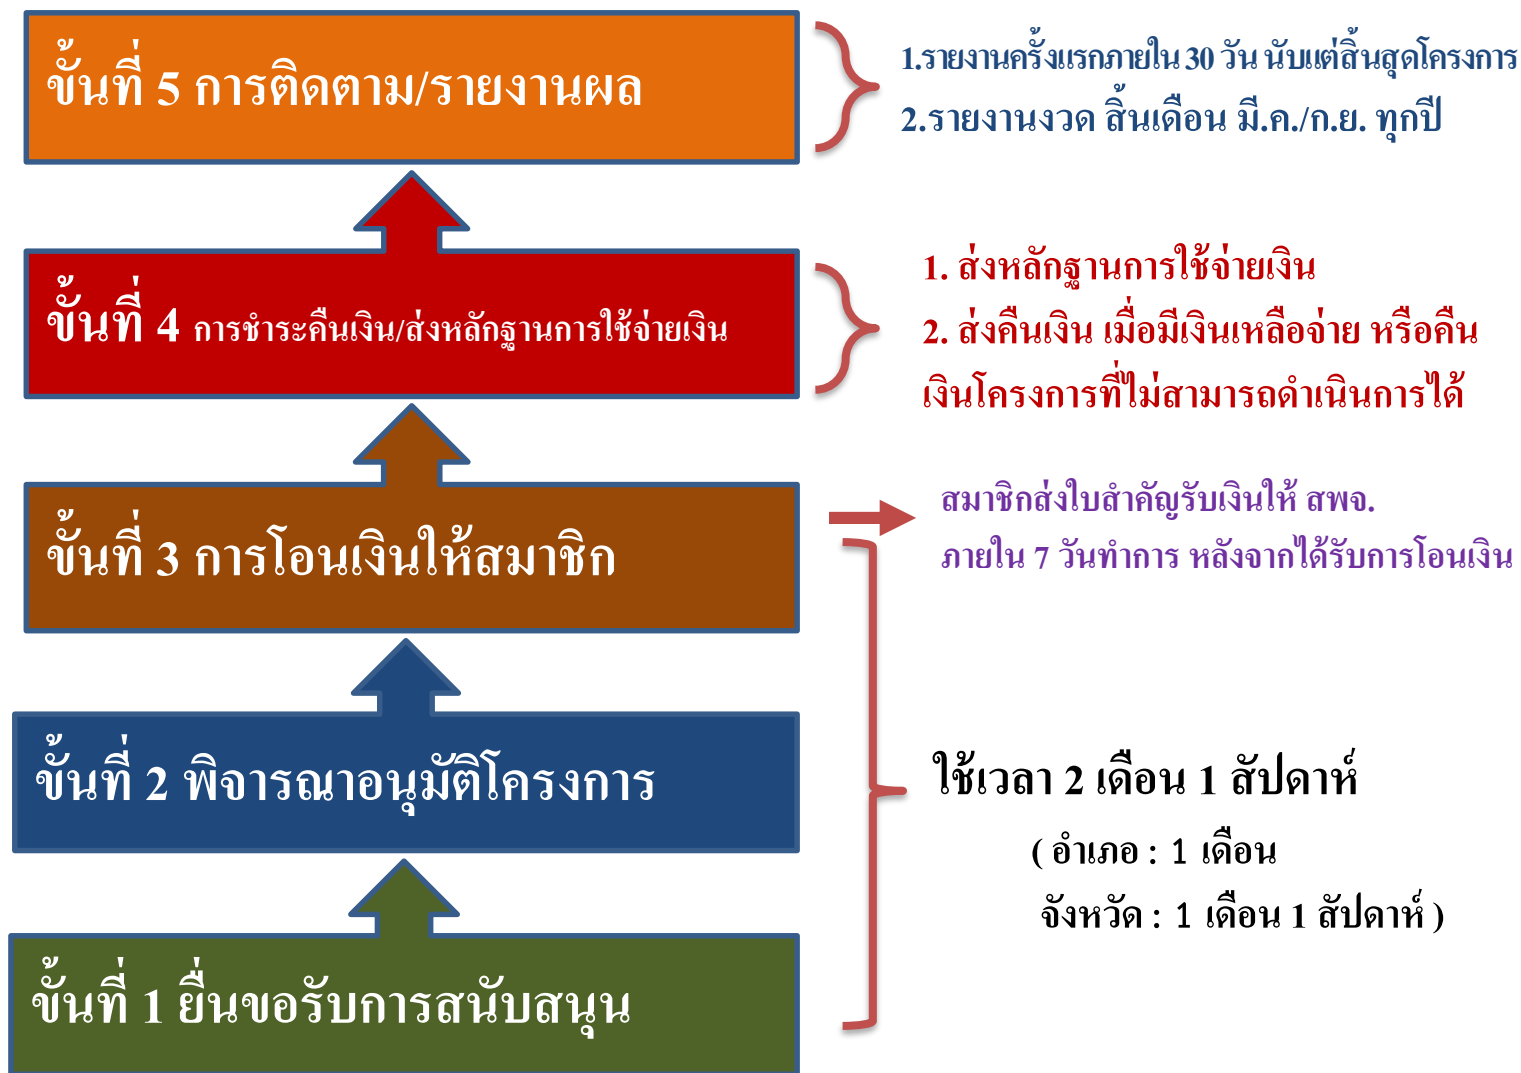 ขั้นที่ 5 การติดตาม/รายงานผล
1.รายงานครั้งแรกภายใน 30 วัน นับแต่สิ้นสุดโครงการ
2.รายงานงวด สิ้นเดือน มี.ค./ก.ย. ทุกปี
ขั้นที่ 4 การชำระคืนเงิน/ส่งหลักฐานการใช้จ่ายเงิน
1. ส่งหลักฐานการใช้จ่ายเงิน
2. ส่งคืนเงิน เมื่อมีเงินเหลือจ่าย หรือคืน
เงินโครงการที่ไม่สามารถดำเนินการได้
ขั้นที่ 3 การโอนเงินให้สมาชิก
สมาชิกส่งใบสำคัญรับเงินให้ สพจ.
ภายใน 7 วันทำการ หลังจากได้รับการโอนเงิน
ขั้นที่ 2 พิจารณาอนุมัติโครงการ
ใช้เวลา 2 เดือน 1 สัปดาห์
( อำเภอ : 1 เดือน
จังหวัด : 1 เดือน 1 สัปดาห์ )
ขั้นที่ 1 ยื่นขอรับการสนับสนุน